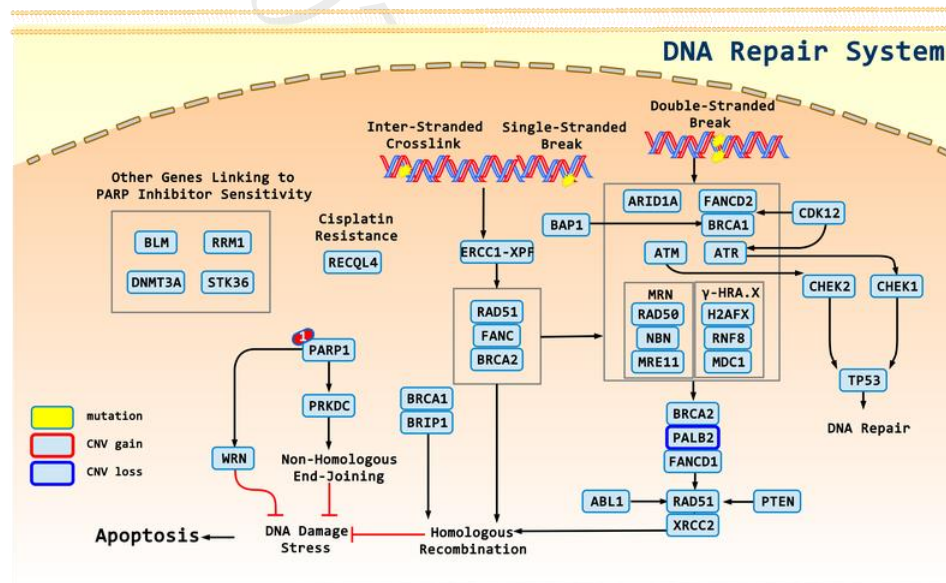 DNA Repair System
Double-Stranded
Break
Inter-Stranded
Crosslink
Single-Stranded
Break
Other Genes Linking to
PARP Inhibitor Sensitivity
BLM
RRM1
DNMT3A
STK36
Cisplatin
Resistance
RECQL4
ERCC1-XPF
RAD51
FANC
BRCA2
BAP1
ARID1A
FANCD2
BRCA1
CDK12
ATM
ATR
CHEK2
CHEK1
MRN
RAD50
NBN
MRE11
γ-HRA.X
H2AFX
RNF8
MDC1
TP53
DNA Repair
1
PARP1
PRKDC
WRN
Non-Homologous
End-Joining
BRCA1
BRIP1
BRCA2
PALB2
FANCD1
ABL1
RAD51
PTEN
XRCC2
mutation
CNV gain
CNV loss
Apoptosis
DNA Damage
Stress
Homologous
Recombination